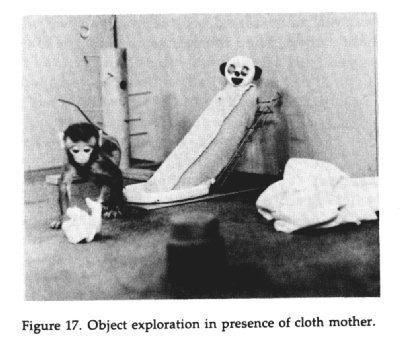 Figure 17. Object exploration in presence of cloth mother.